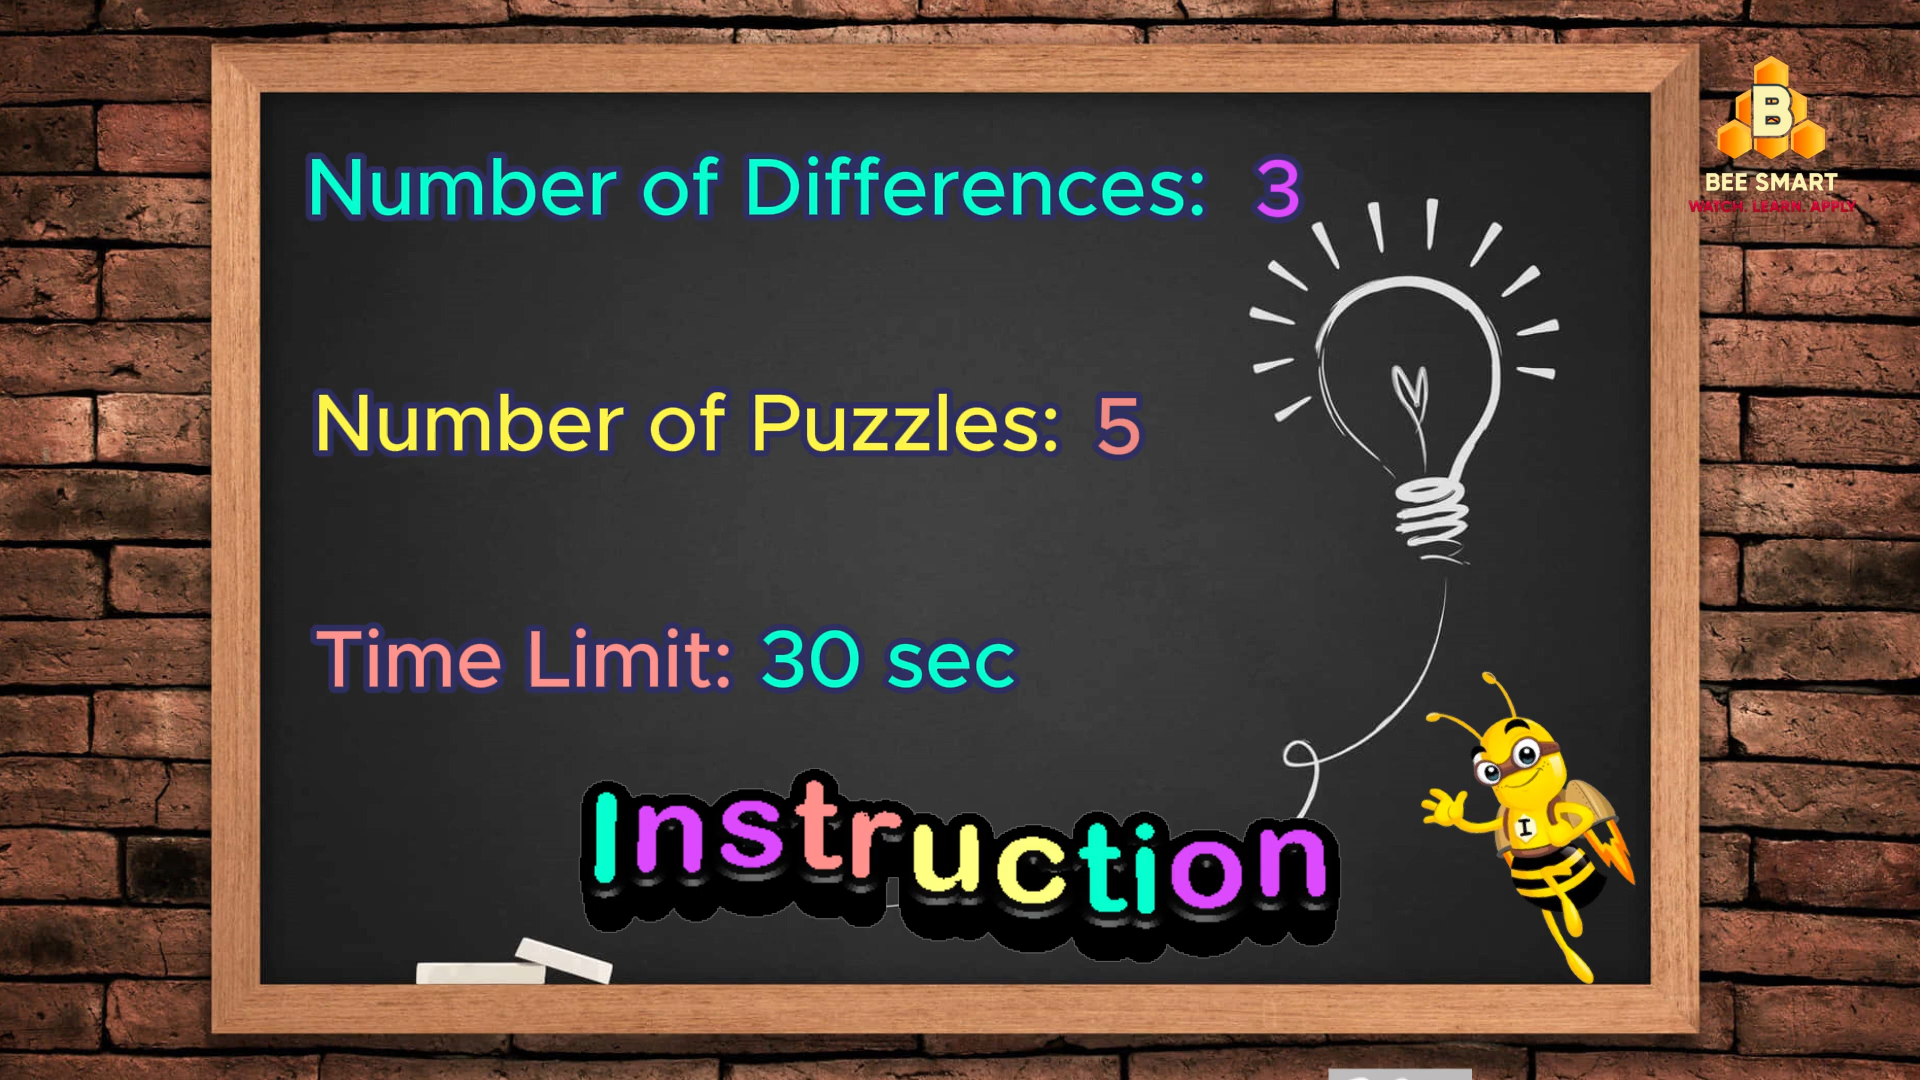 Number of Differences: 3
B
BEE SMART
WATCH. LEARN. APPLY
Number of Puzzles: 5
Time Limit: 30 sec
I
Instruction